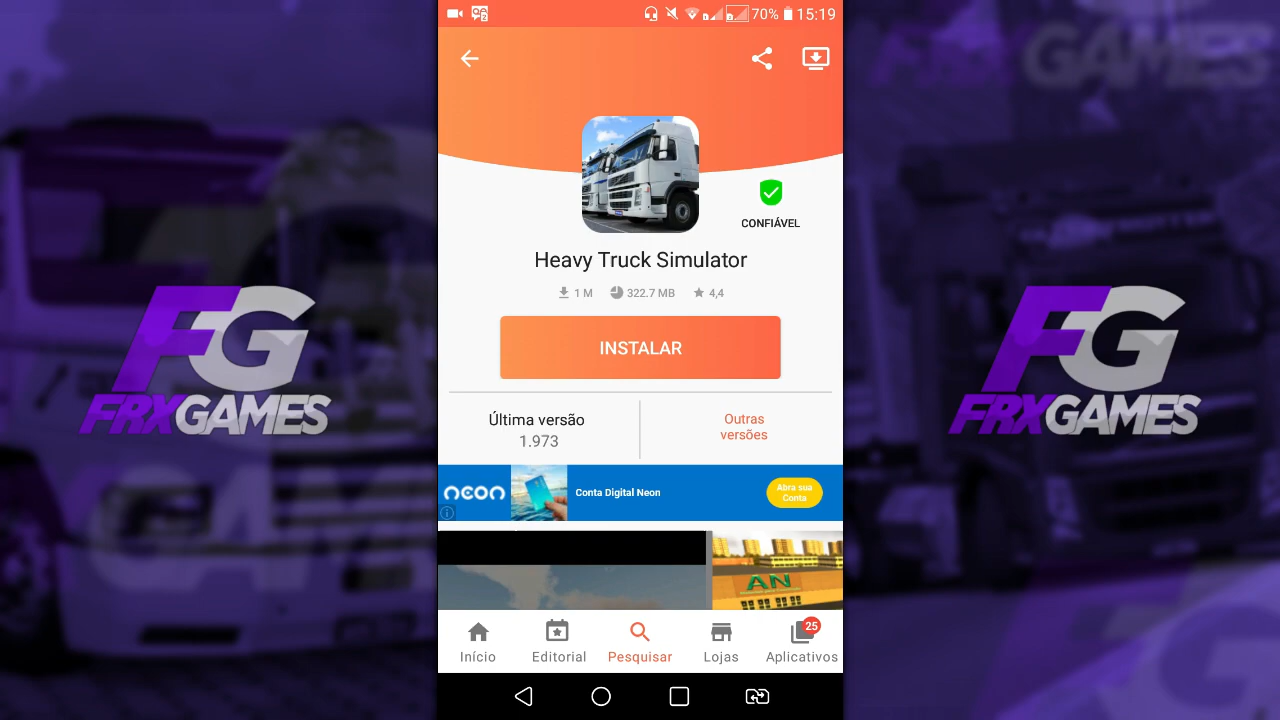 70% 15:19
CONFIÁVEL
Heavy Truck Simulator
1 M 322.7 MB 4,4
INSTALAR
Última versão
1.973
Outras
versões
neon
Conta Digital Neon
Abra sua
Conta
AN
Início
Editorial
Pesquisar
Lojas
25
Aplicativos
FG
FRXGAMES
FG
FRXGAMES
FRXGAMES